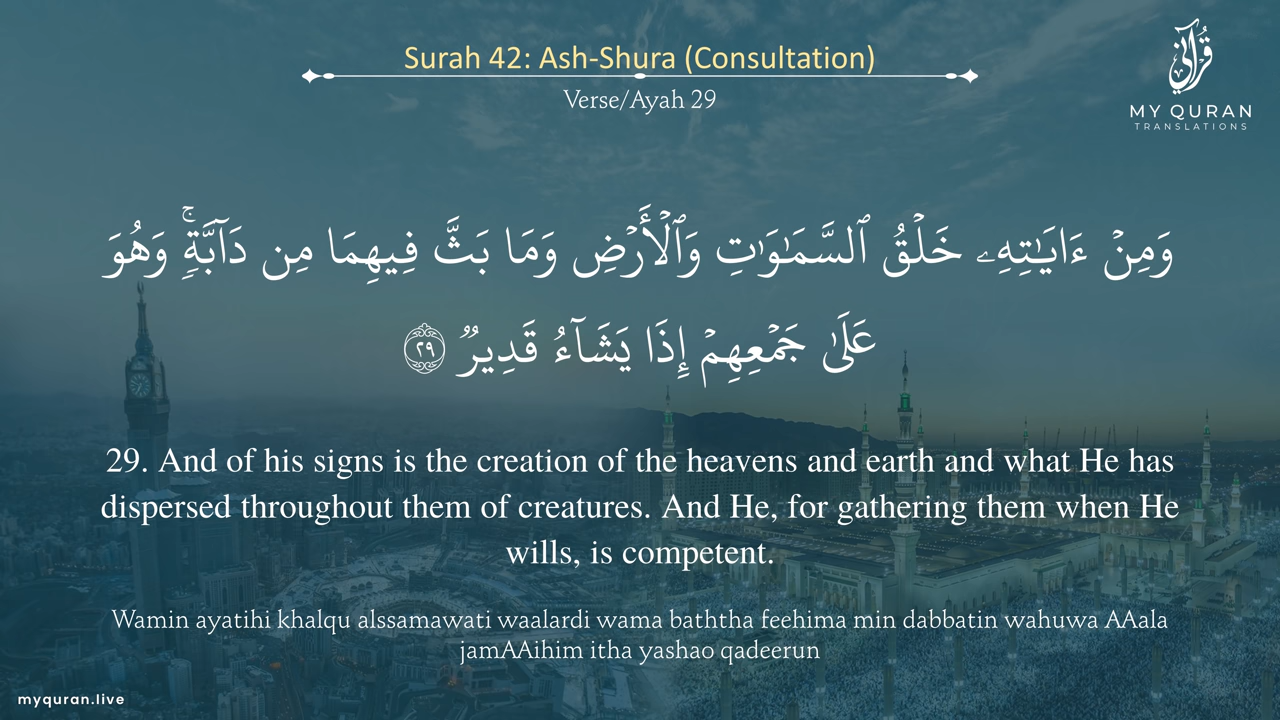 Surah 42: Ash-Shura (Consultation)
Verse/Ayah 29
قرآني
MY QURAN
TRANSLATIONS
وَمِنْ ءَايَـٰتِهِۦ خَلْقُ ٱلسَّمَـٰوَٰتِ وَٱلْأَرْضِ وَمَا بَثَّ فِيهِمَا مِن دَآبَّةٍۢ ۚ وَهُوَ
عَلَىٰ جَمْعِهِمْ إِذَا يَشَآءُ قَدِيرٌۭ ٢٩
29. And of his signs is the creation of the heavens and earth and what He has
dispersed throughout them of creatures. And He, for gathering them when He
wills, is competent.
Wamin ayatihi khalqu alssamawati waalardi wama baththa feehima min dabbatin wahuwa AAala
jamAAihim itha yashao qadeerun
myquran.live